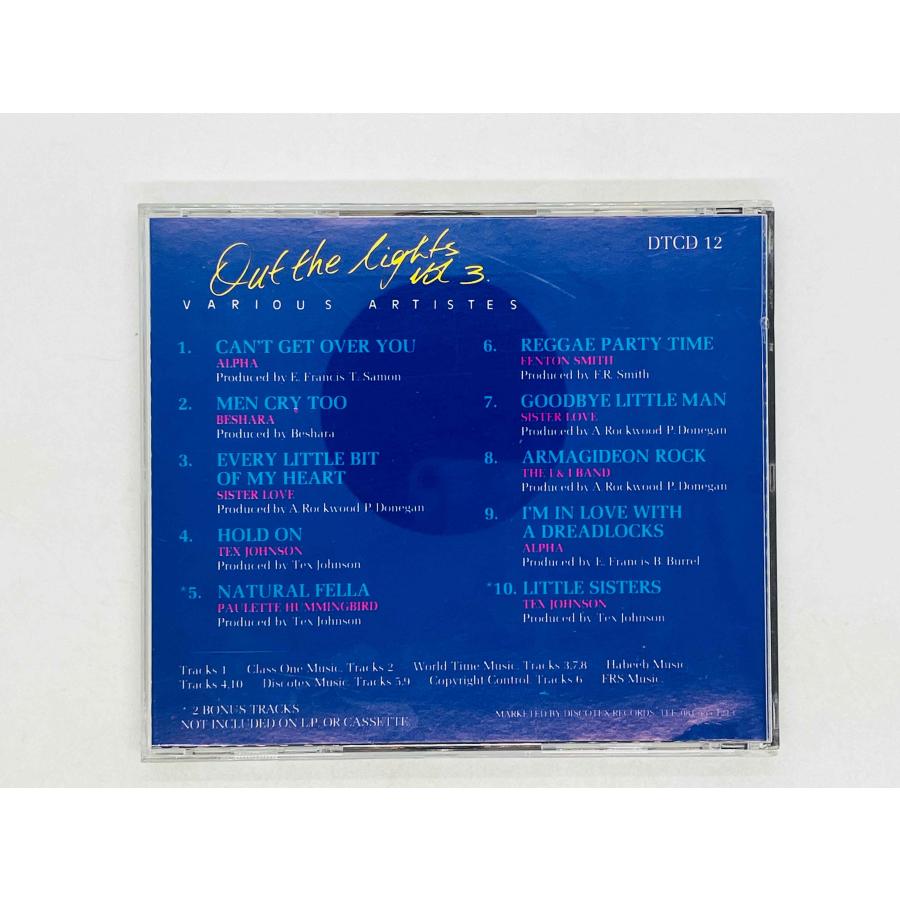 Out the lights
vol 3.
VARIOUS ARTISTES
DTCD 12
1. CAN'T GET OVER YOU
ALPHA
Produced by E. Francis T. Samon
2. MEN CRY TOO
BESHARA
Produced by Beshara
3. EVERY LITTLE BIT
OF MY HEART
SISTER LOVE
Produced by A. Rockwood P. Donegan
4. HOLD ON
TEX JOHNSON
Produced by Tex Johnson
*5. NATURAL FELLA
PAULETTE HUMMINGBIRD
Produced by Tex Johnson
6. REGGAE PARTY TIME
FENTON SMITH
Produced by F.R. Smith
7. GOODBYE LITTLE MAN
SISTER LOVE
Produced by A. Rockwood P. Donegan
8. ARMAGIDEON ROCK
THE I & I BAND
Produced by A. Rockwood P. Donegan
9. I'M IN LOVE WITH
A DREADLOCKS
ALPHA
Produced by E. Francis B. Burrel
*10. LITTLE SISTERS
TEX JOHNSON
Produced by Tex Johnson
Tracks 1 Class One Music. Tracks 2 World Time Music. Tracks 3,7,8 Habeeb Music
Tracks 4,10 Discotex Music. Tracks 5,9 Copyright Control. Tracks 6 FRS Music.
* 2 BONUS TRACKS
NOT INCLUDED ON L.P. OR CASSETTE
MARKETED BY DISCOTEX RECORDS. TEL: